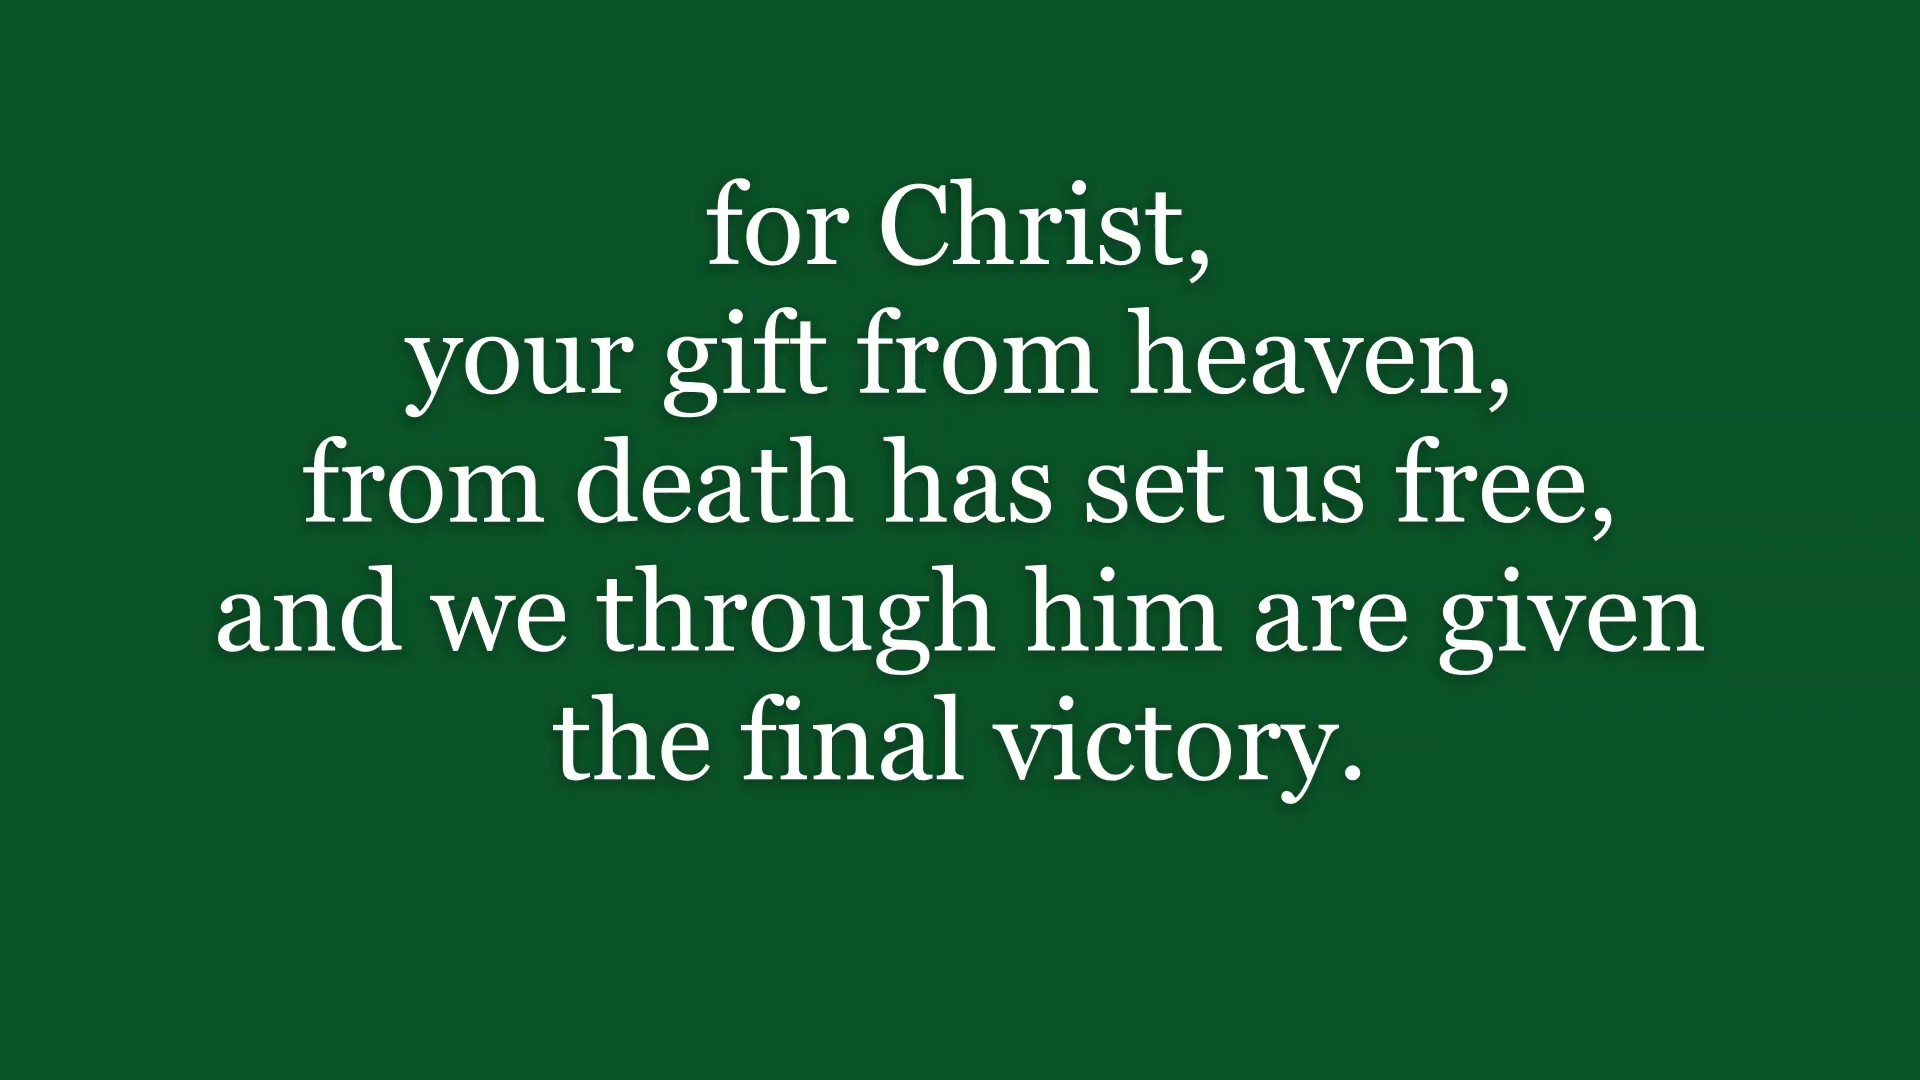 for Christ,
your gift from heaven,
from death has set us free,
and we through him are given
the final victory.